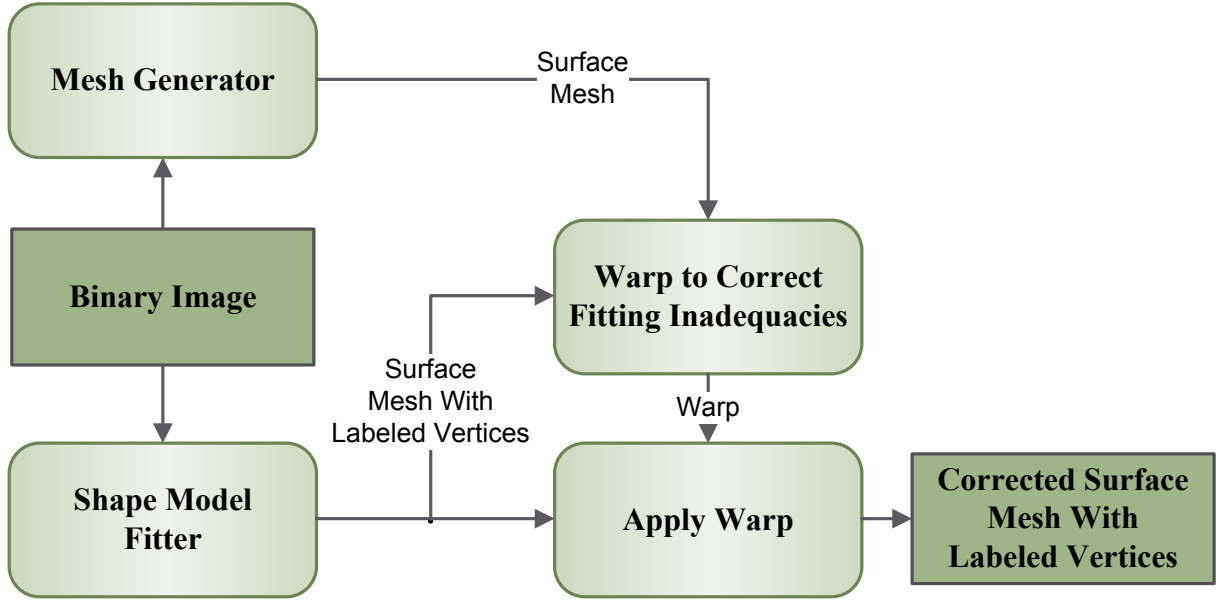 Mesh Generator
Surface
Mesh
Binary Image
Warp to Correct
Fitting Inadequacies
Surface
Mesh With
Labeled Vertices
Warp
Shape Model
Fitter
Apply Warp
Corrected Surface
Mesh With
Labeled Vertices